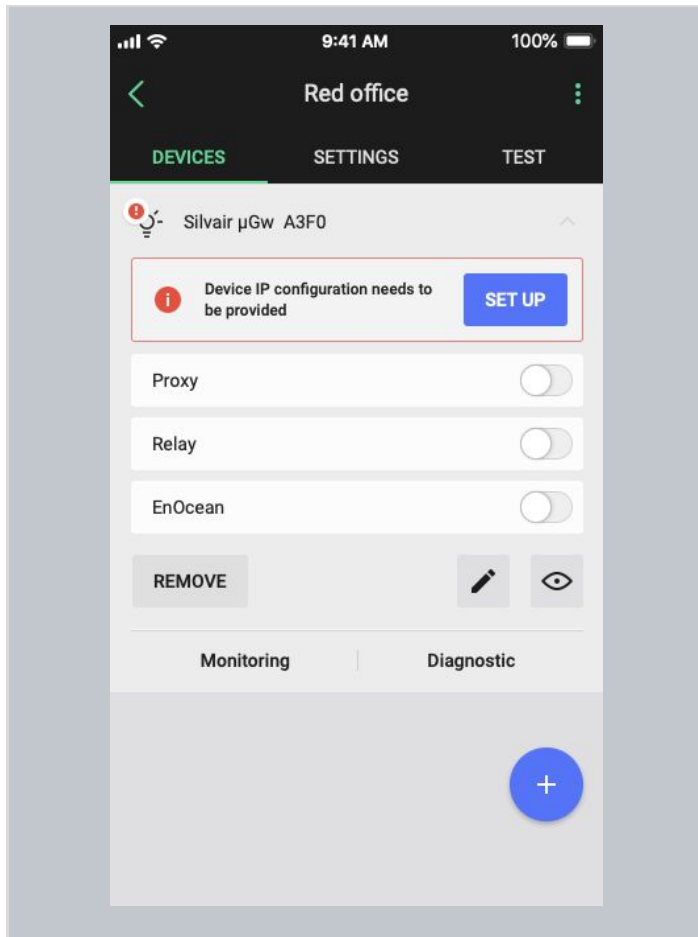 9:41 AM 100%
Red office
DEVICES SETTINGS TEST
Silvair µGw A3F0
Device IP configuration needs to
be provided
SET UP
Proxy
Relay
EnOcean
REMOVE
Monitoring Diagnostic